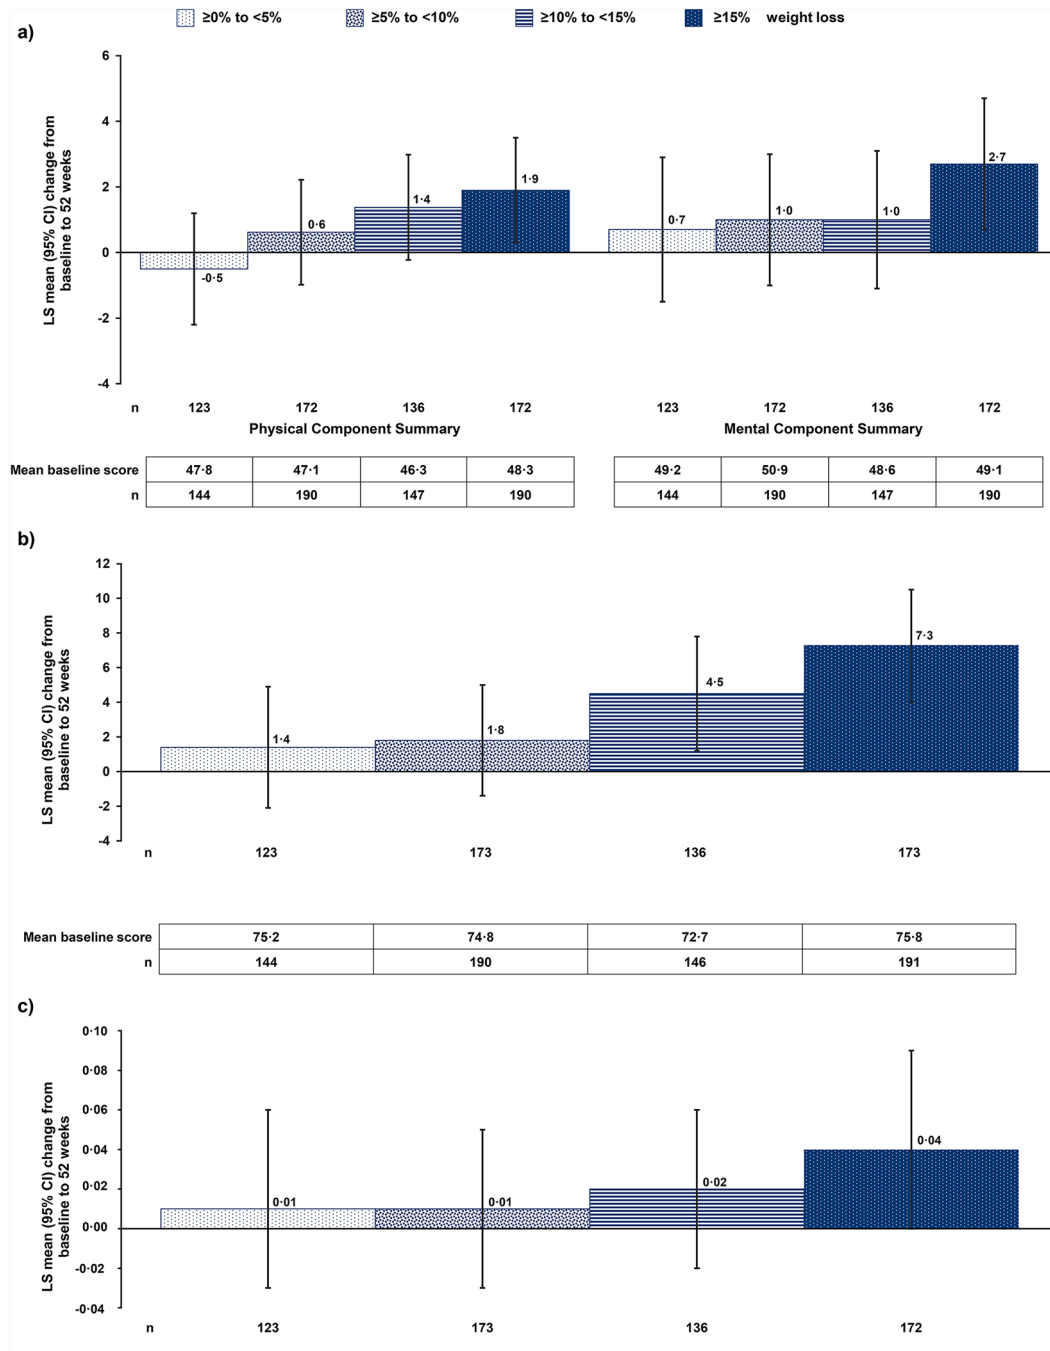 ≥0% to <5% ≥5% to <10% ≥10% to <15% ≥15% weight loss
a)
LS mean (95% CI) change from
baseline to 52 weeks
6
4
2
0
-2
-4
-0·5
0·6
1·4
1·9
0·7
1·0
1·0
2·7
n 123 172 136 172 123 172 136 172
Physical Component Summary Mental Component Summary
Mean baseline score 47·8 47·1 46·3 48·3 49·2 50·9 48·6 49·1
n 144 190 147 190 144 190 147 190
b)
LS mean (95% CI) change from
baseline to 52 weeks
12
10
8
6
4
2
0
-2
-4
1·4
1·8
4·5
7·3
n 123 173 136 173
Mean baseline score 75·2 74·8 72·7 75·8
n 144 190 146 191
c)
LS mean (95% CI) change from
baseline to 52 weeks
0·10
0·08
0·06
0·04
0·02
0·00
-0·02
-0·04
0·01
0·01
0·02
0·04
n 123 173 136 172